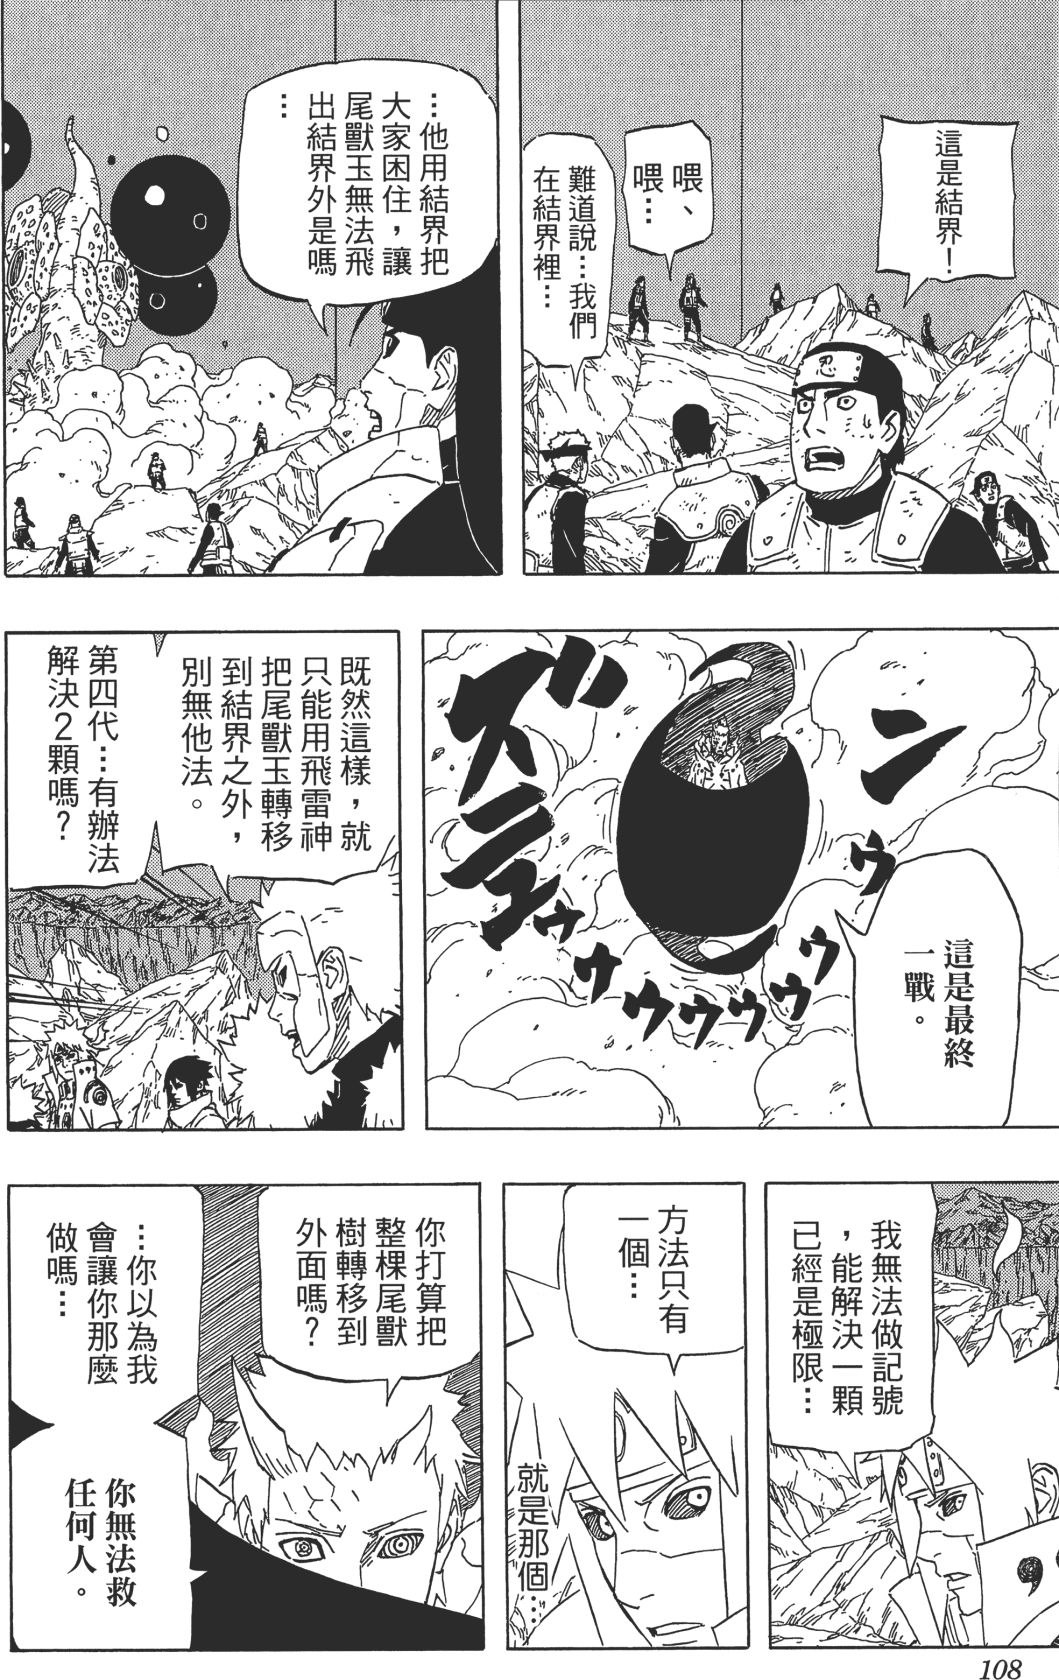 這是結界！
喂、
喂…
難道說…我們
在結界裡…
…他用結界把
大家困住，讓
尾獸玉無法飛
出結界外是嗎
…
這是最終
一戰。
ズズズンッウウウウウウウ
既然這樣，就
只能用飛雷神
把尾獸玉轉移
到結界之外，
別無他法。
第四代…有辦法
解決2顆嗎？
我無法做記號
，能解決一顆
已經是極限…
方法只有
一個…
就是那個…
你打算把
整棵尾獸
樹轉移到
外面嗎？
…你以為我
會讓你那麼
做嗎…
你無法救
任何人。
108